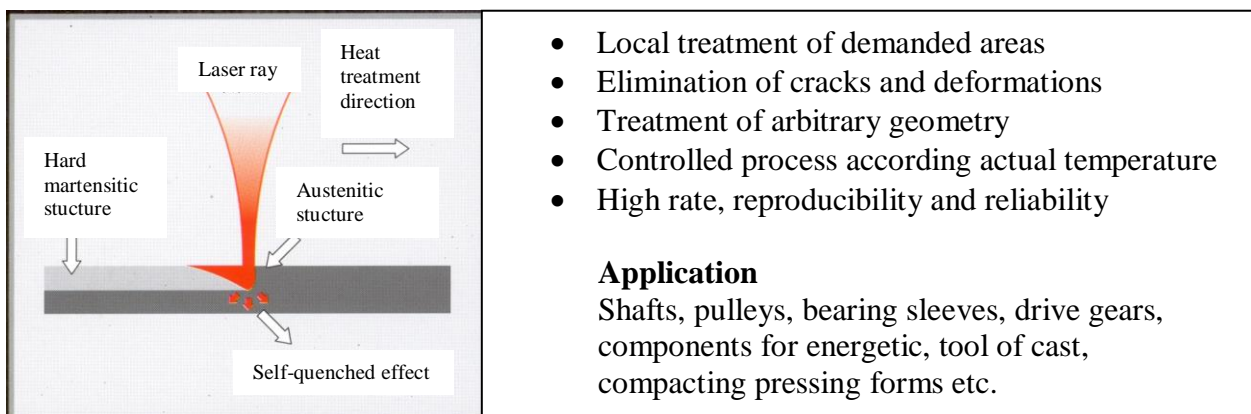 Laser ray
Heat
treatment
direction
Hard
martensitic
stucture
Austenitic
stucture
Self-quenched effect
• Local treatment of demanded areas
• Elimination of cracks and deformations
• Treatment of arbitrary geometry
• Controlled process according actual temperature
• High rate, reproducibility and reliability
Application
Shafts, pulleys, bearing sleeves, drive gears,
components for energetic, tool of cast,
compacting pressing forms etc.